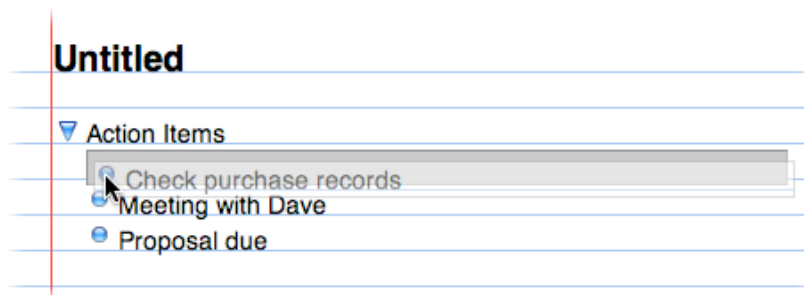 Untitled
Action Items
Check purchase records
Meeting with Dave
Proposal due